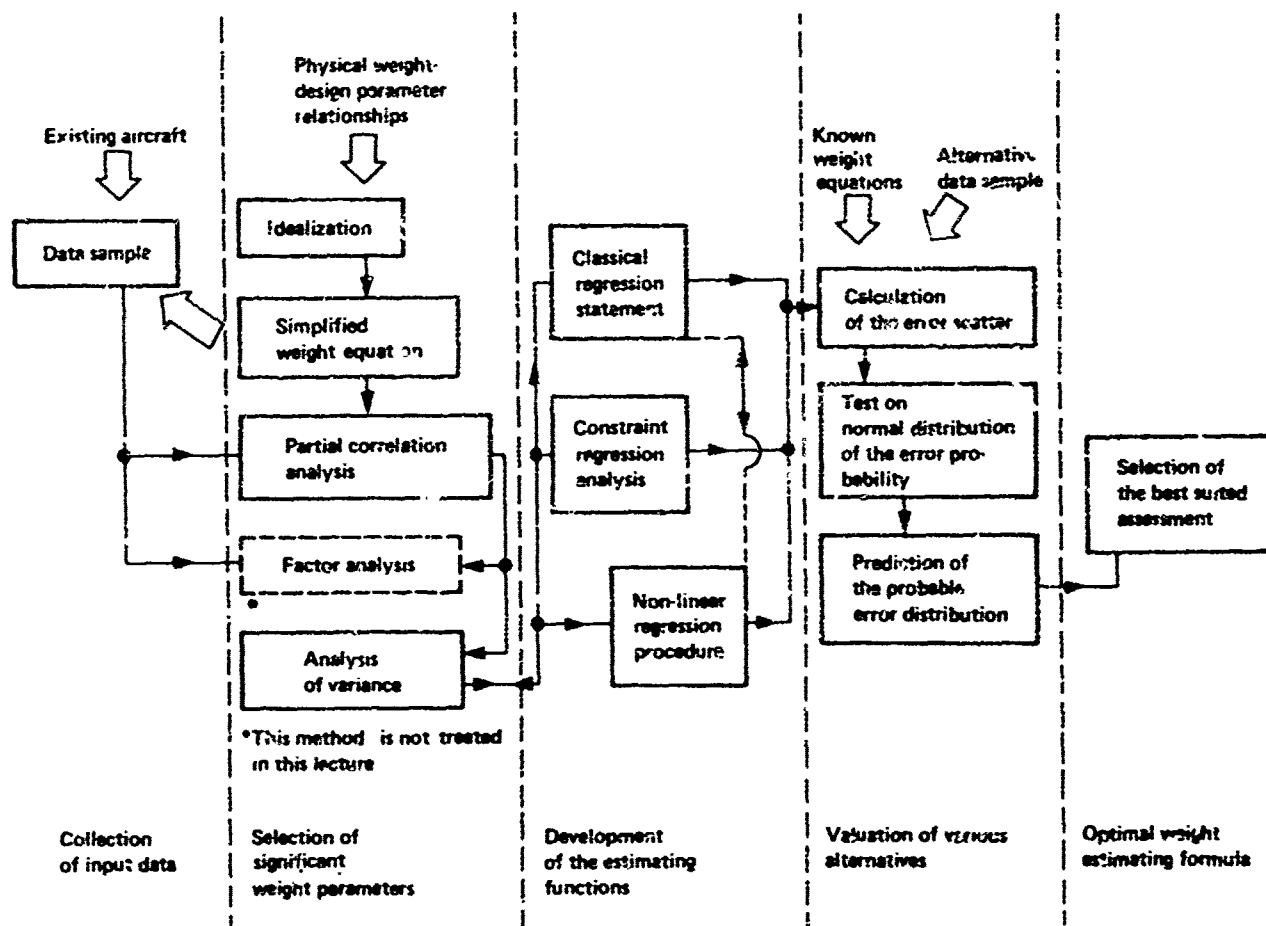 Existing aircraft
Data sample
Physical weight-
design parameter
relationships
Idealization
Simplified
weight equation
Partial correlation
analysis
Factor analysis
*
Analysis
of variance
*This method is not treated
in this lecture
Classical
regression
statement
Constraint
regression
analysis
Non-linear
regression
procedure
Known
weight
equations
Alternative
data sample
Calculation
of the error scatter
Test on
normal distribution
of the error pro-
bability
Prediction of
the probable
error distribution
Selection of
the best suited
assessment
Collection
of input data
Selection of
significant
weight parameters
Development
of the estimating
functions
Valuation of various
alternatives
Optimal weight
estimating formula